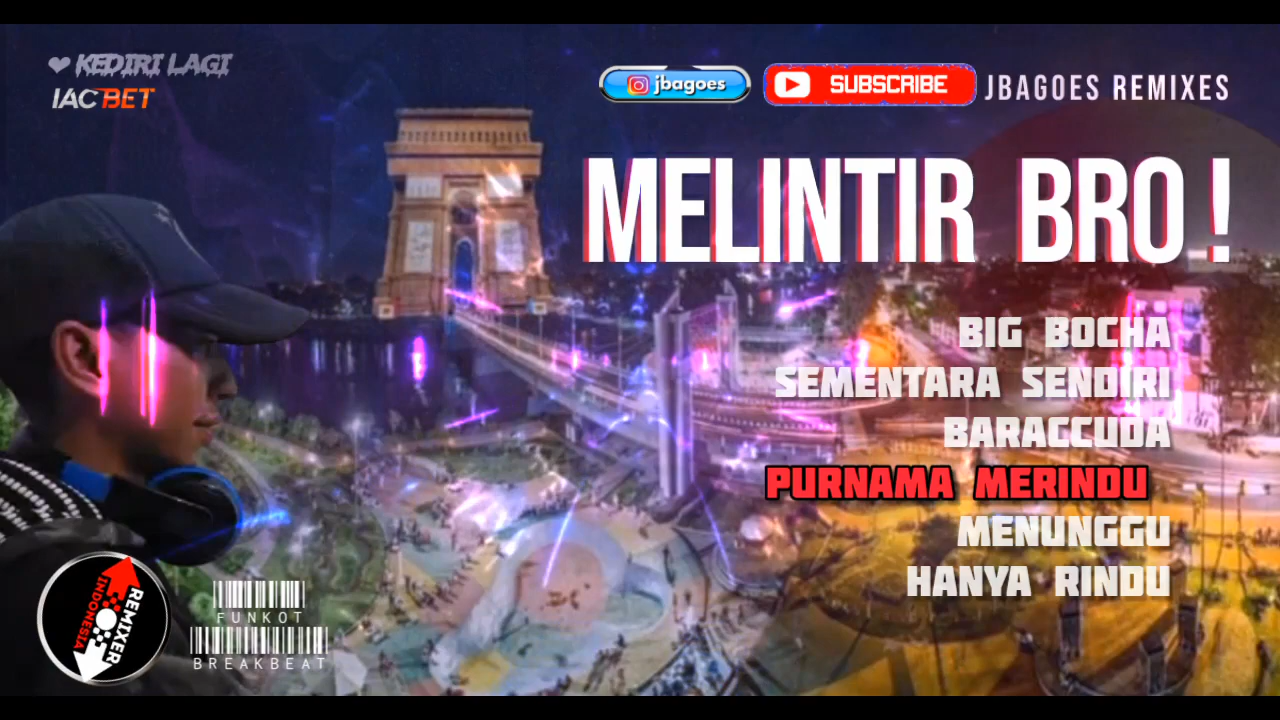 ❤ KEDIRI LAGI
IACBET
jbagoes
SUBSCRIBE
JBAGOES REMIXES
MELINTIR BRO !
BIG BOCHA
SEMENTARA SENDIRI
BARACCUDA
PURNAMA MERINDU
MENUNGGU
HANYA RINDU
REMIXER
INDONESIA
FUNKOT
BREAKBEAT